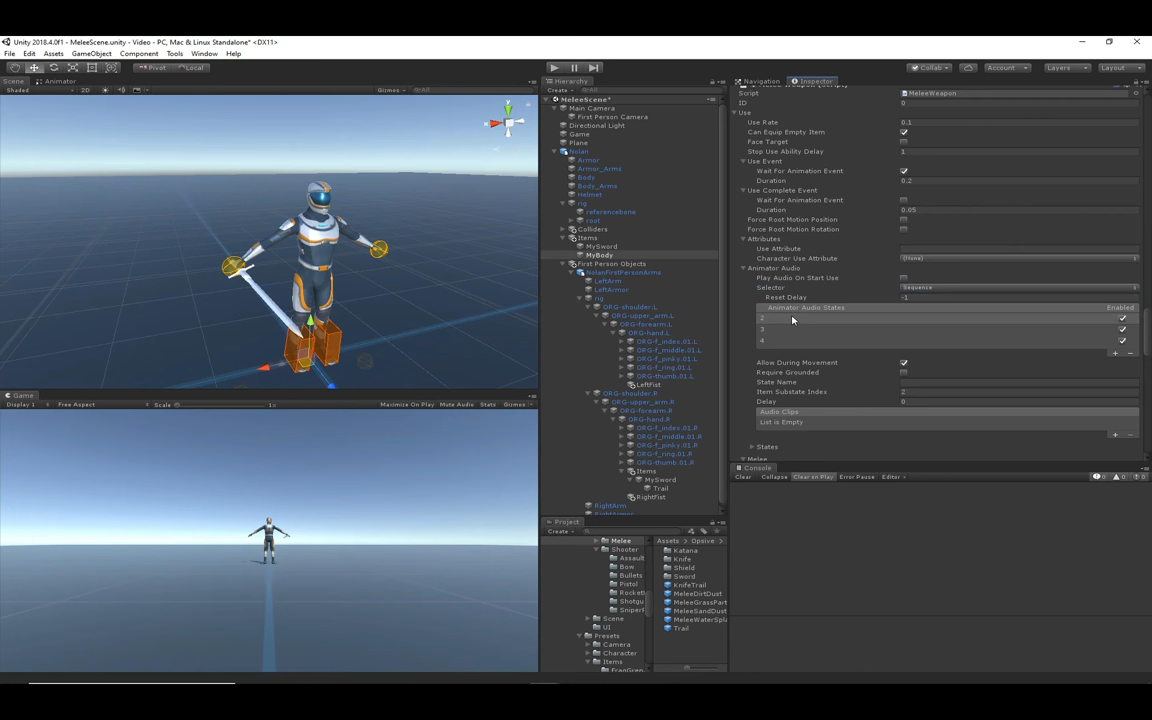 Unity 2018.4.0f1 - MeleeScene.unity - Video - PC, Mac & Linux Standalone* <DX11>
File Edit Assets GameObject Component Tools Window Help
Pivot Local Collab Account Layers Layout
Scene Animator
Shaded 2D Gizmos All
Hierarchy
Create All
MeleeScene*
Main Camera
First Person Camera
Directional Light
Game
Plane
Nolan
Armor
Armor_Arms
Body
Body_Arms
Helmet
rig
referencebone
root
Colliders
Items
MySword
MyBody
First Person Objects
NolanFirstPersonArms
LeftArm
LeftArmor
rig
ORG-shoulder.L
ORG-upper_arm.L
ORG-forearm.L
ORG-hand.L
ORG-f_index.01.L
ORG-f_middle.01.L
ORG-f_pinky.01.L
ORG-f_ring.01.L
ORG-thumb.01.L
LeftFist
ORG-shoulder.R
ORG-upper_arm.R
ORG-forearm.R
ORG-hand.R
ORG-f_index.01.R
ORG-f_middle.01.R
ORG-f_pinky.01.R
ORG-f_ring.01.R
ORG-thumb.01.R
Items
MySword
Trail
RightFist
RightArm
Navigation Inspector
Script MeleeWeapon
ID 0
Use
Use Rate 0.1
Can Equip Empty Item
Face Target
Stop Use Ability Delay 1
Use Event
Wait For Animation Event
Duration 0.2
Use Complete Event
Wait For Animation Event
Duration 0.05
Force Root Motion Position
Force Root Motion Rotation
Attributes
Use Attribute
Character Use Attribute (None)
Animator Audio
Play Audio On Start Use
Selector Sequence
Reset Delay -1
Animator Audio States Enabled
2
3
4
Allow During Movement
Require Grounded
State Name
Item Substate Index 2
Delay 0
Audio Clips
List is Empty
States
Melee
Game
Display 1 Free Aspect Scale 1x Maximize On Play Mute Audio Stats Gizmos
Project
Create
Melee
Shooter
Assault
Bow
Bullets
Pistol
Rocket
Shotgu
SniperR
Scene
UI
Presets
Camera
Character
Items
FragGren
Assets > Opsive >
Katana
Knife
Shield
Sword
KnifeTrail
MeleeDirtDust
MeleeGrassPart
MeleeSandDust
MeleeWaterSpla
Trail
Console
Clear Collapse Clear on Play Error Pause Editor 0 0 0